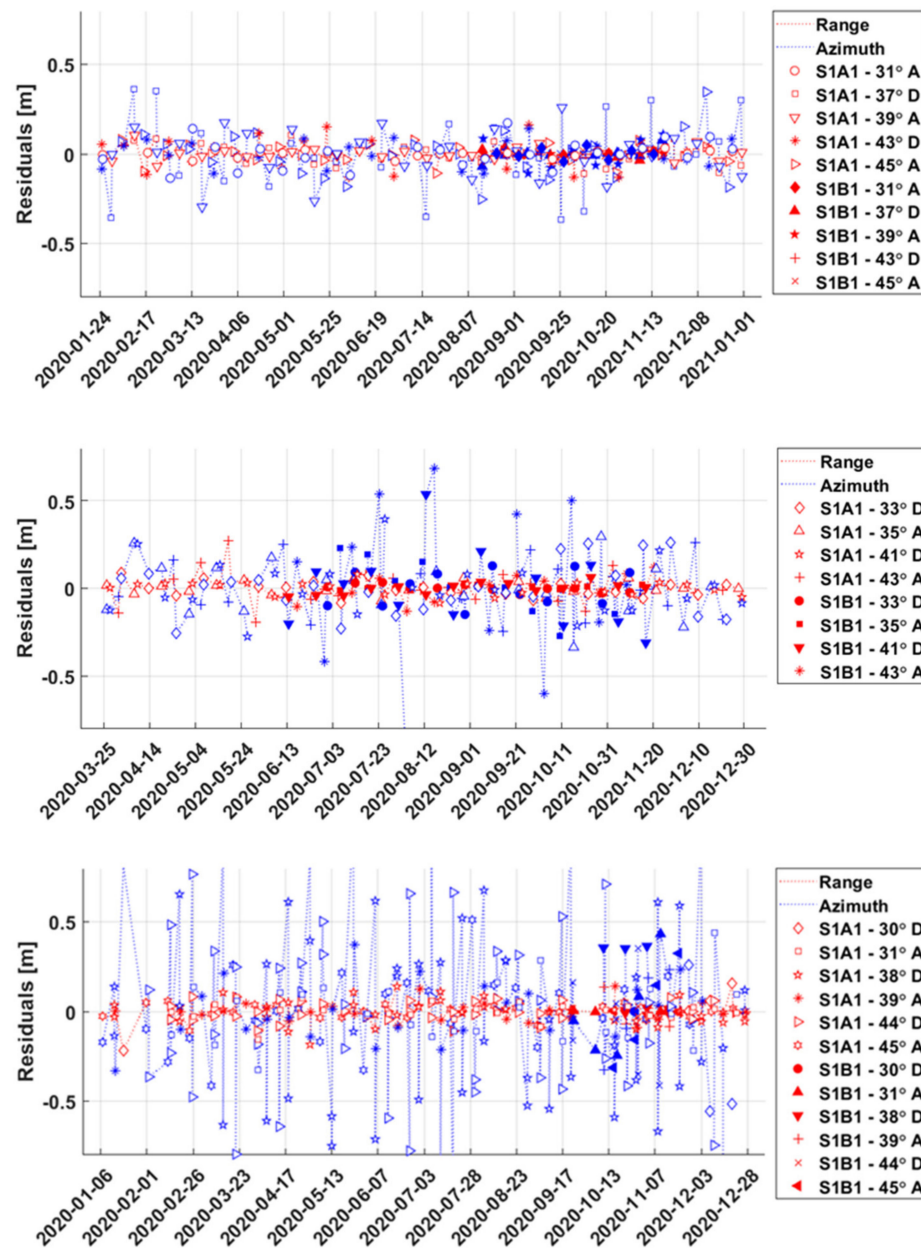 Residuals [m]
0.5
0
-0.5
2020-01-24
2020-02-17
2020-03-13
2020-04-06
2020-05-01
2020-05-25
2020-06-19
2020-07-14
2020-08-07
2020-09-01
2020-09-25
2020-10-20
2020-11-13
2020-12-08
2021-01-01
Range
Azimuth
S1A1 - 31° A
S1A1 - 37° D
S1A1 - 39° A
S1A1 - 43° D
S1A1 - 45° A
S1B1 - 31° A
S1B1 - 37° D
S1B1 - 39° A
S1B1 - 43° D
S1B1 - 45° A
Residuals [m]
0.5
0
-0.5
2020-03-25
2020-04-14
2020-05-04
2020-05-24
2020-06-13
2020-07-03
2020-07-23
2020-08-12
2020-09-01
2020-09-21
2020-10-11
2020-10-31
2020-11-20
2020-12-10
2020-12-30
Range
Azimuth
S1A1 - 33° D
S1A1 - 35° A
S1A1 - 41° D
S1A1 - 43° A
S1B1 - 33° D
S1B1 - 35° A
S1B1 - 41° D
S1B1 - 43° A
Residuals [m]
0.5
0
-0.5
2020-01-06
2020-02-01
2020-02-26
2020-03-23
2020-04-17
2020-05-13
2020-06-07
2020-07-03
2020-07-28
2020-08-23
2020-09-17
2020-10-13
2020-11-07
2020-12-03
2020-12-28
Range
Azimuth
S1A1 - 30° D
S1A1 - 31° A
S1A1 - 38° D
S1A1 - 39° A
S1A1 - 44° D
S1A1 - 45° A
S1B1 - 30° D
S1B1 - 31° A
S1B1 - 38° D
S1B1 - 39° A
S1B1 - 44° D
S1B1 - 45° A